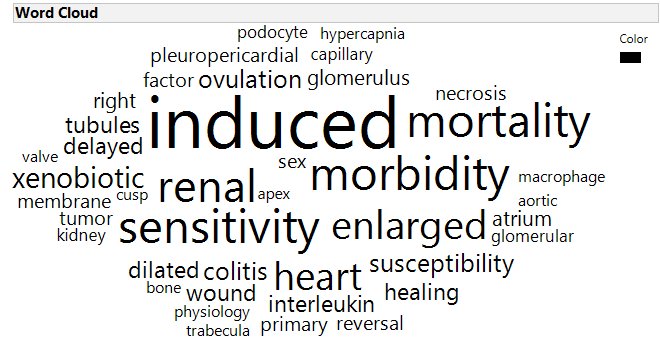 Word Cloud
Color
podocyte hypercapnia
pleuropericardial capillary
factor ovulation glomerulus
necrosis
right
induced mortality
tubules
delayed
valve
sex
morbidity
xenobiotic
renal
macrophage
cusp
apex
membrane
aortic
tumor
sensitivity enlarged atrium
kidney
glomerular
dilated colitis heart susceptibility
bone
wound
interleukin healing
physiology
trabecula primary reversal